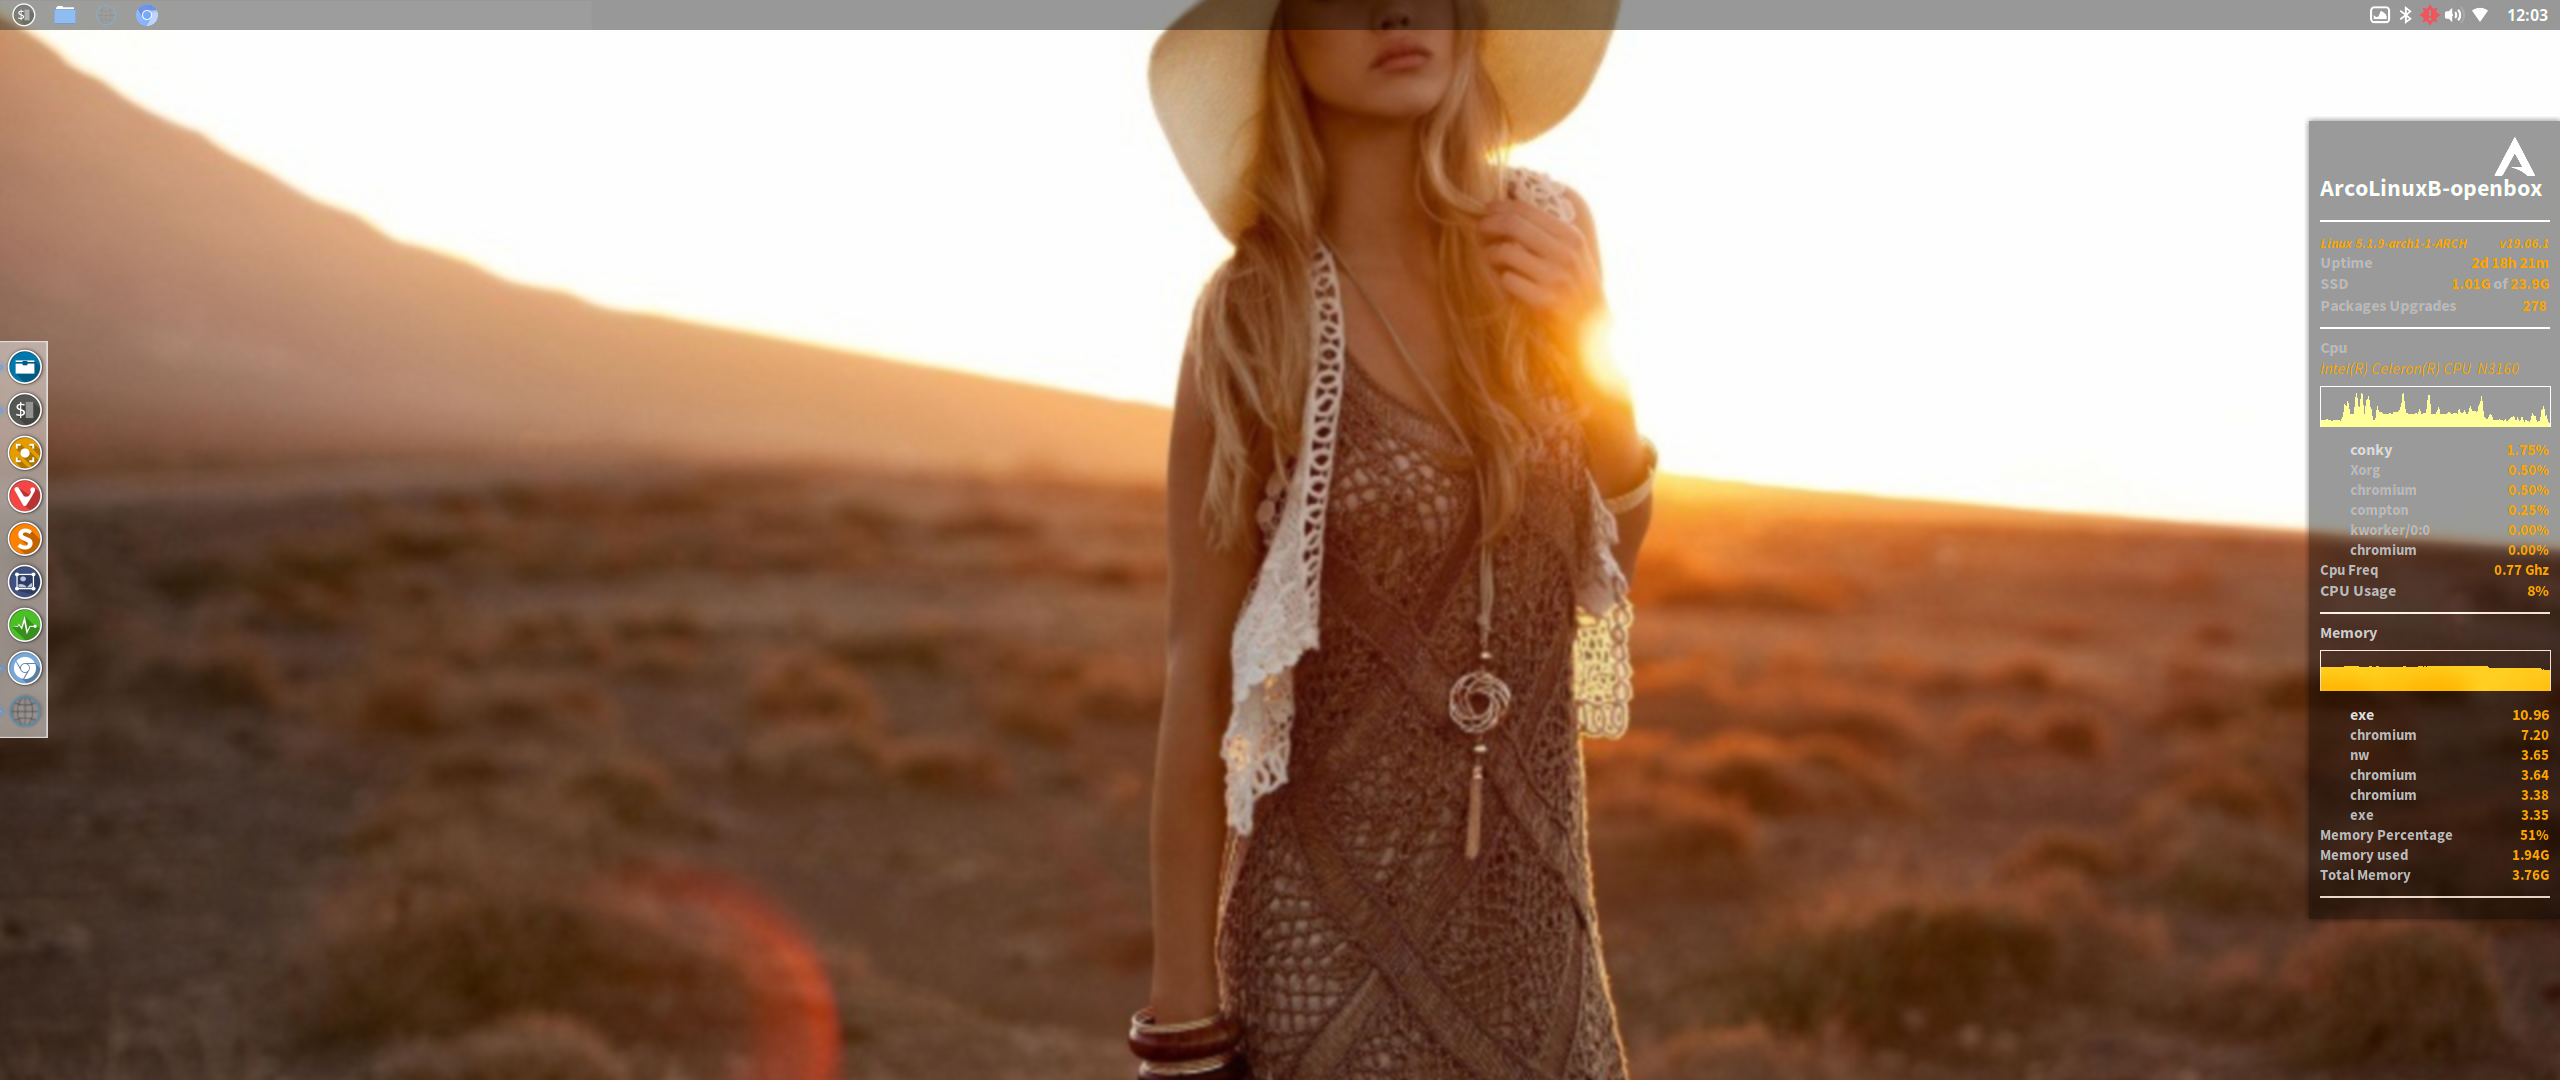 12:03
ArcoLinuxB-openbox
Linux 5.1.9-arch1-1-ARCH v19.06.1
Uptime 2d 18h 21m
SSD 1.01G of 23.9G
Packages Upgrades 278
Cpu
Intel(R) Celeron(R) CPU N3160
conky 1.75%
Xorg 0.50%
chromium 0.50%
compton 0.25%
kworker/0:0 0.00%
chromium 0.00%
Cpu Freq 0.77 Ghz
CPU Usage 8%
Memory
exe 10.96
chromium 7.20
nw 3.65
chromium 3.64
chromium 3.38
exe 3.35
Memory Percentage 51%
Memory used 1.94G
Total Memory 3.76G